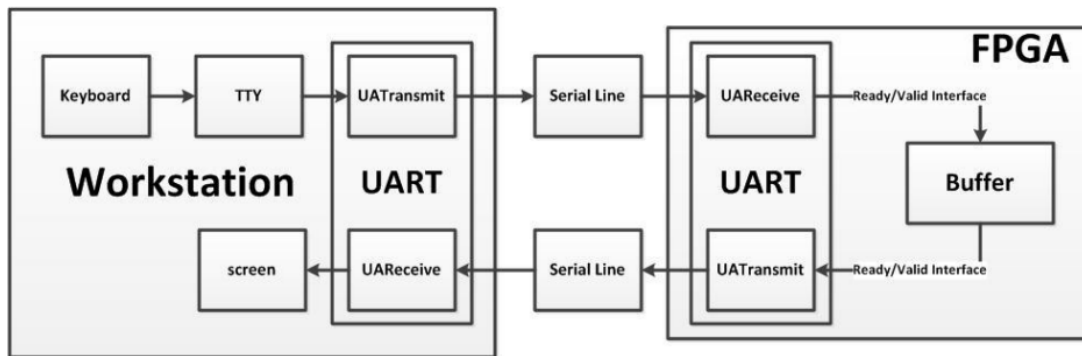 FPGA
Keyboard
TTY
UATransmit
Serial Line
UAReceive
Ready/Valid Interface
Workstation
UART
UART
Buffer
screen
UAReceive
Serial Line
UATransmit
Ready/Valid Interface